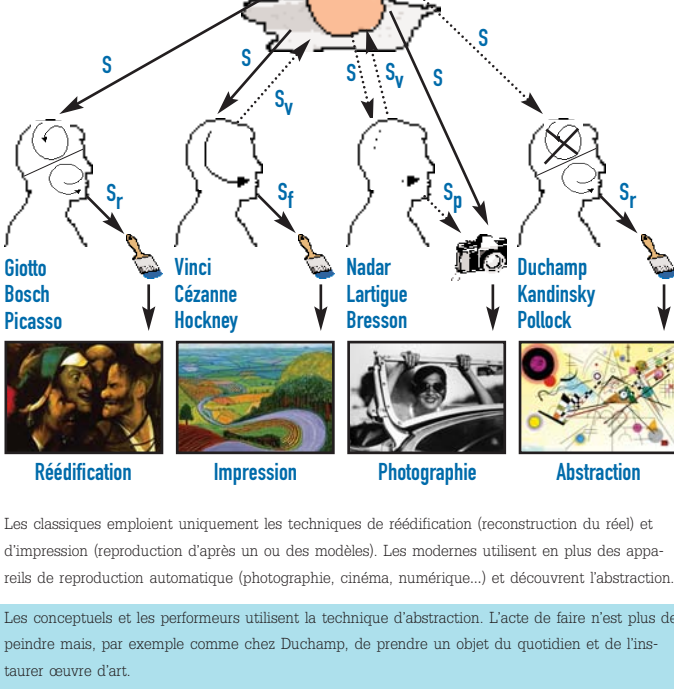 S
S
S
S
S
Sv
Sv
Sr
Sf
Sp
Sr
Giotto
Bosch
Picasso
Vinci
Cézanne
Hockney
Nadar
Lartigue
Bresson
Duchamp
Kandinsky
Pollock
Réédification
Impression
Photographie
Abstraction
Les classiques emploient uniquement les techniques de réédification (reconstruction du réel) et
d'impression (reproduction d'après un ou des modèles). Les modernes utilisent en plus des appa-
reils de reproduction automatique (photographie, cinéma, numérique...) et découvrent l'abstraction.
Les conceptuels et les performeurs utilisent la technique d'abstraction. L'acte de faire n'est plus de
peindre mais, par exemple comme chez Duchamp, de prendre un objet du quotidien et de l'ins-
taurer œuvre d'art.